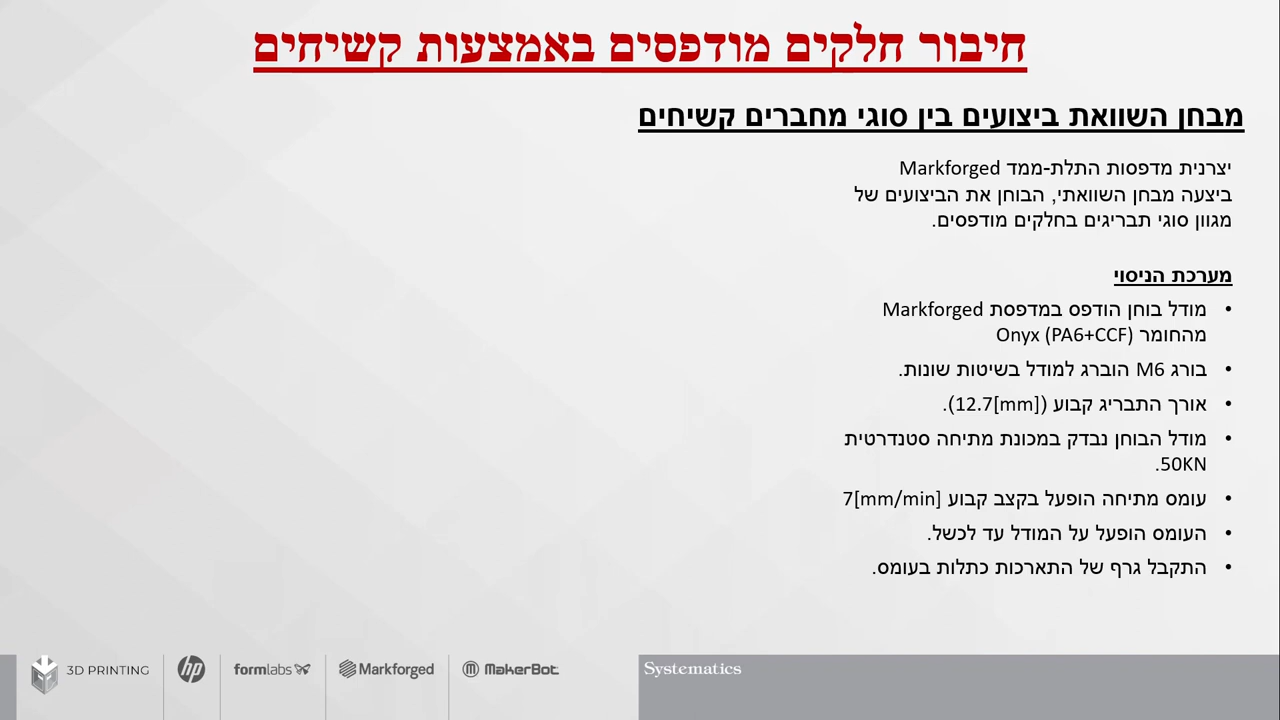 חיבור חלקים מודפסים באמצעות קשיחים
מבחן השוואת ביצועים בין סוגי מחברים קשיחים
יצרנית מדפסות התלת-ממד Markforged
ביצעה מבחן השוואתי, הבוחן את הביצועים של
מגוון סוגי תבריגים בחלקים מודפסים.
מערכת הניסוי
• מודל בוחן הודפס במדפסת Markforged
מהחומר Onyx (PA6+CCF)
• בורג M6 הוברג למודל בשיטות שונות.
• אורך התבריג קבוע (12.7[mm]).
• מודל הבוחן נבדק במכונת מתיחה סטנדרטית
50KN.
• עומס מתיחה הופעל בקצב קבוע 7[mm/min]
• העומס הופעל על המודל עד לכשל.
• התקבל גרף של התארכות כתלות בעומס.
3D PRINTING
hp
formlabs
Markforged
MakerBot
Systematics